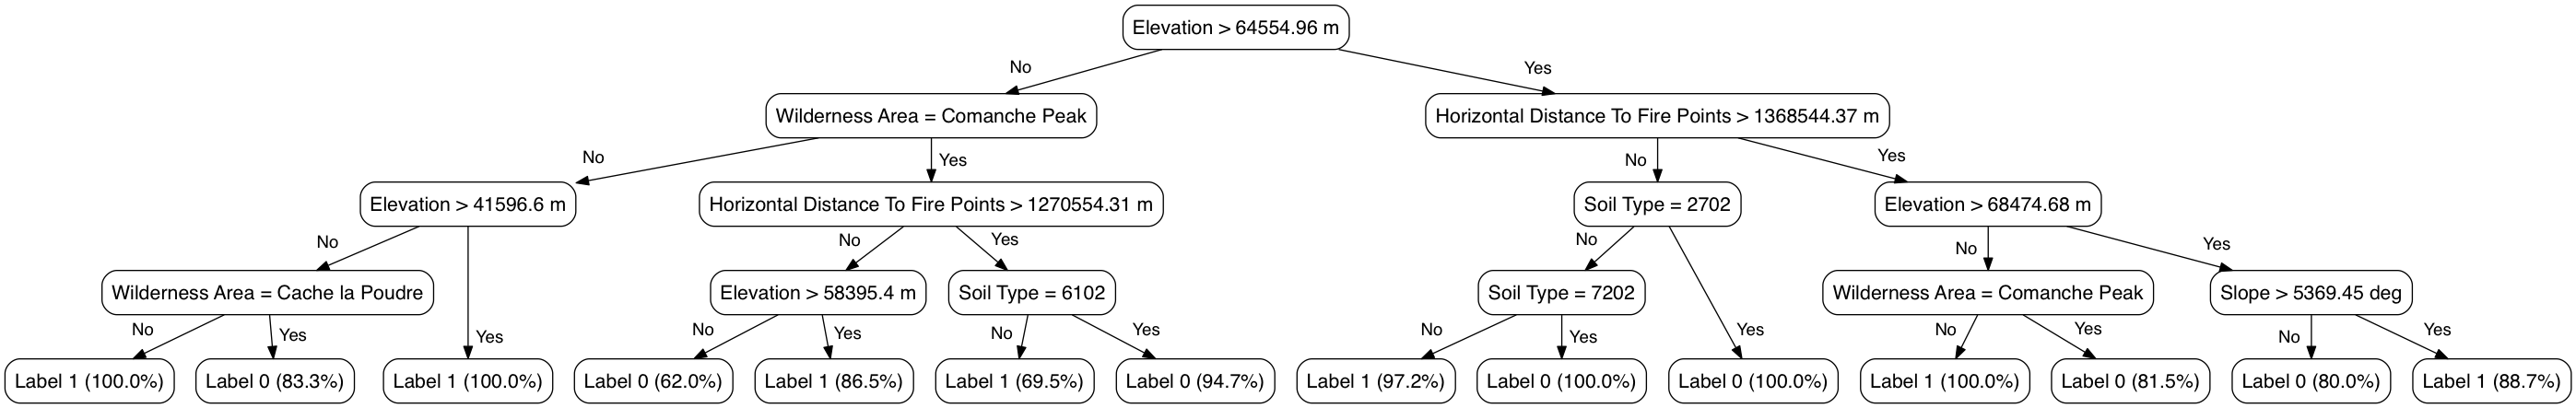 Elevation > 64554.96 m
No
Yes
Wilderness Area = Comanche Peak
Horizontal Distance To Fire Points > 1368544.37 m
No
Yes
No
Yes
Elevation > 41596.6 m
Horizontal Distance To Fire Points > 1270554.31 m
Soil Type = 2702
Elevation > 68474.68 m
No
No
Yes
No
No
Yes
Wilderness Area = Cache la Poudre
Elevation > 58395.4 m
Soil Type = 6102
Soil Type = 7202
Wilderness Area = Comanche Peak
Slope > 5369.45 deg
No
Yes
Yes
No
Yes
No
Yes
No
Yes
Yes
No
Yes
No
Yes
Label 1 (100.0%)
Label 0 (83.3%)
Label 1 (100.0%)
Label 0 (62.0%)
Label 1 (86.5%)
Label 1 (69.5%)
Label 0 (94.7%)
Label 1 (97.2%)
Label 0 (100.0%)
Label 0 (100.0%)
Label 1 (100.0%)
Label 0 (81.5%)
Label 0 (80.0%)
Label 1 (88.7%)